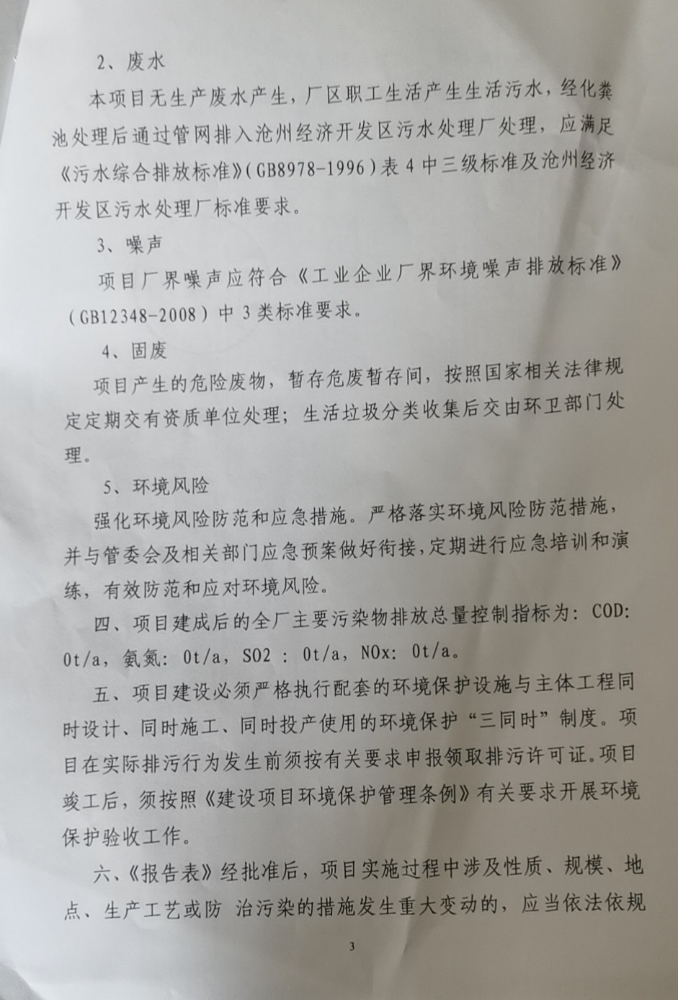 2、废水
本项目无生产废水产生，厂区职工生活产生生活污水，经化粪
池处理后通过管网排入沧州经济开发区污水处理厂处理，应满足
《污水综合排放标准》(GB8978-1996)表 4 中三级标准及沧州经济
开发区污水处理厂标准要求。
3、噪声
项目厂界噪声应符合《工业企业厂界环境噪声排放标准》
(GB12348-2008) 中 3 类标准要求。
4、固废
项目产生的危险废物，暂存危废暂存间，按照国家相关法律规
定定期交有资质单位处理；生活垃圾分类收集后交由环卫部门处
理。
5、环境风险
强化环境风险防范和应急措施。严格落实环境风险防范措施，
并与管委会及相关部门应急预案做好衔接,定期进行应急培训和演
练，有效防范和应对环境风险。
四、项目建成后的全厂主要污染物排放总量控制指标为：COD：
0t/a，氨氮：0t/a，SO2 ：0t/a，NOx：0t/a。
五、项目建设必须严格执行配套的环境保护设施与主体工程同
时设计、同时施工、同时投产使用的环境保护“三同时”制度。项
目在实际排污行为发生前须按有关要求申报领取排污许可证。项目
竣工后，须按照《建设项目环境保护管理条例》有关要求开展环境
保护验收工作。
六、《报告表》经批准后，项目实施过程中涉及性质、规模、地
点、生产工艺或防 治污染的措施发生重大变动的，应当依法依规
3